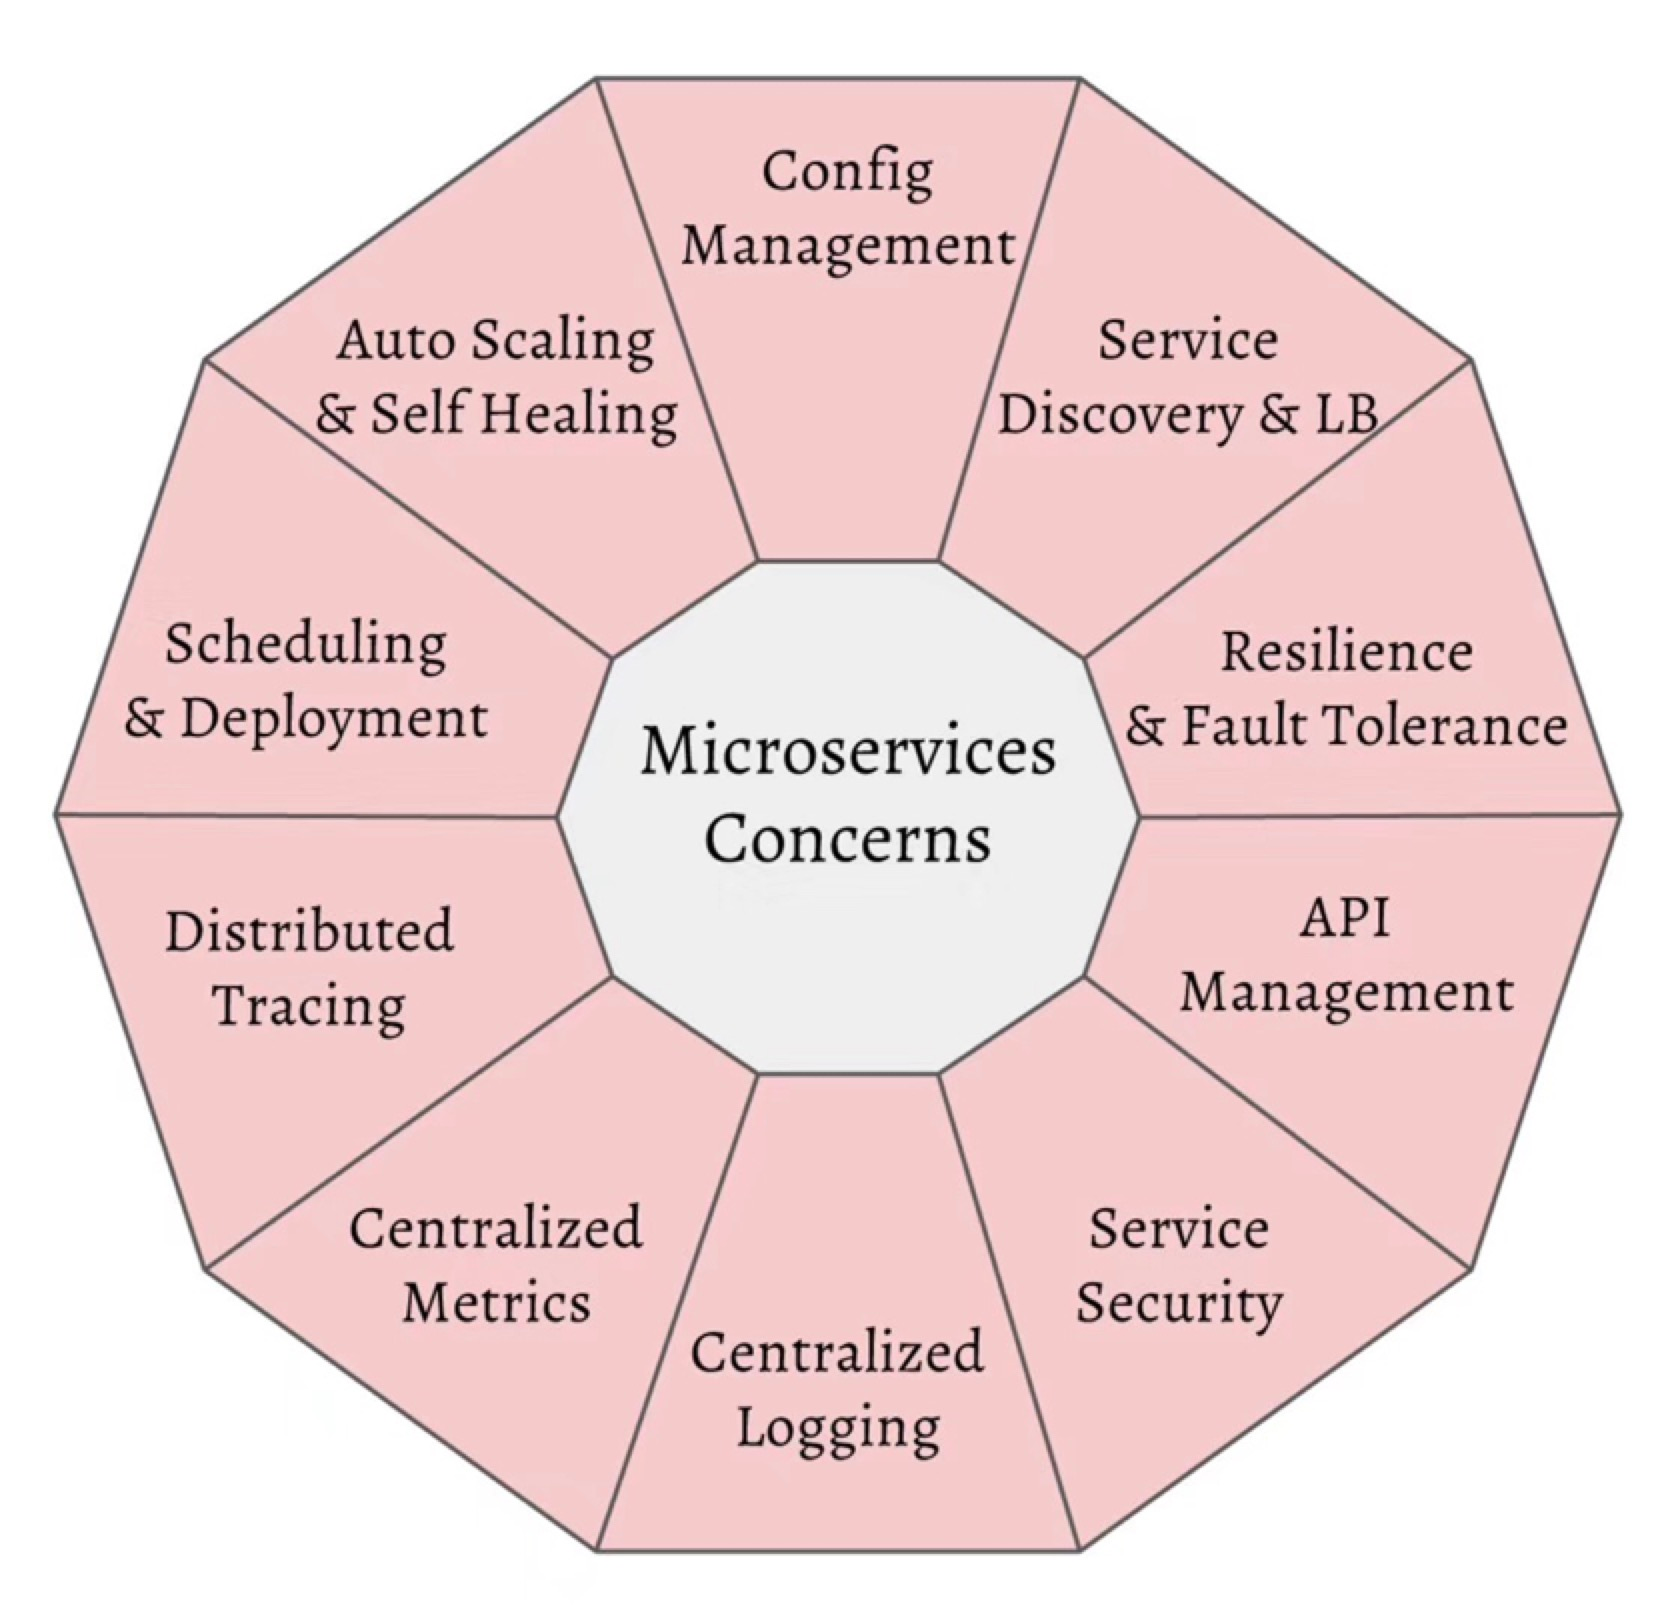 Config
Management
Auto Scaling
& Self Healing
Service
Discovery & LB
Scheduling
& Deployment
Resilience
& Fault Tolerance
Microservices
Concerns
Distributed
Tracing
API
Management
Centralized
Metrics
Service
Security
Centralized
Logging